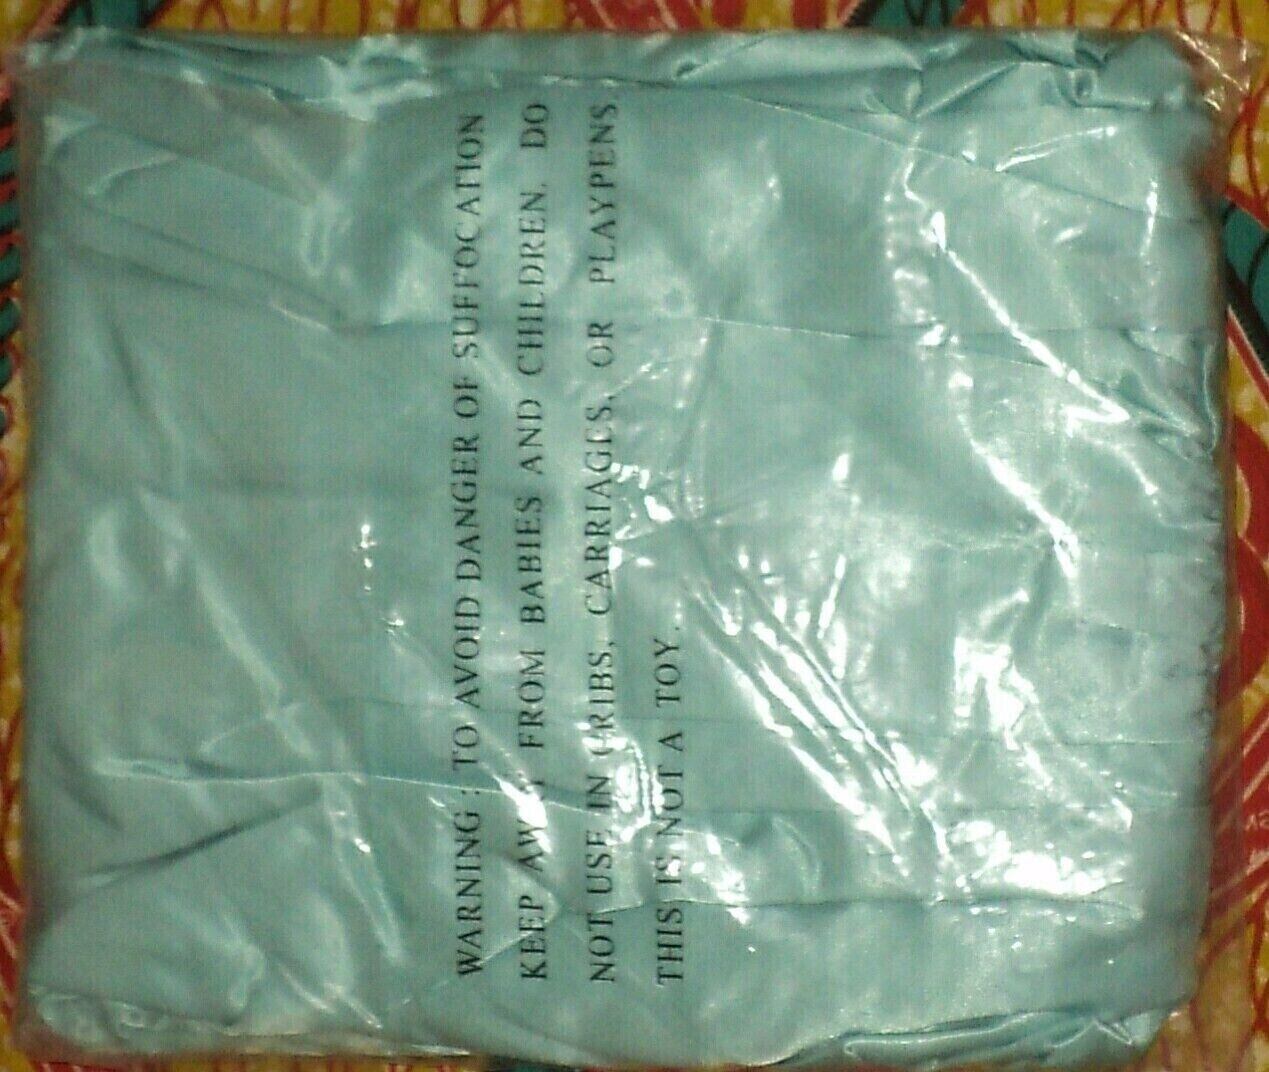 WARNING : TO AVOID DANGER OF SUFFOCATION
KEEP AWAY FROM BABIES AND CHILDREN. DO
NOT USE IN CRIBS, CARRIAGES, OR PLAYPENS
THIS IS NOT A TOY.